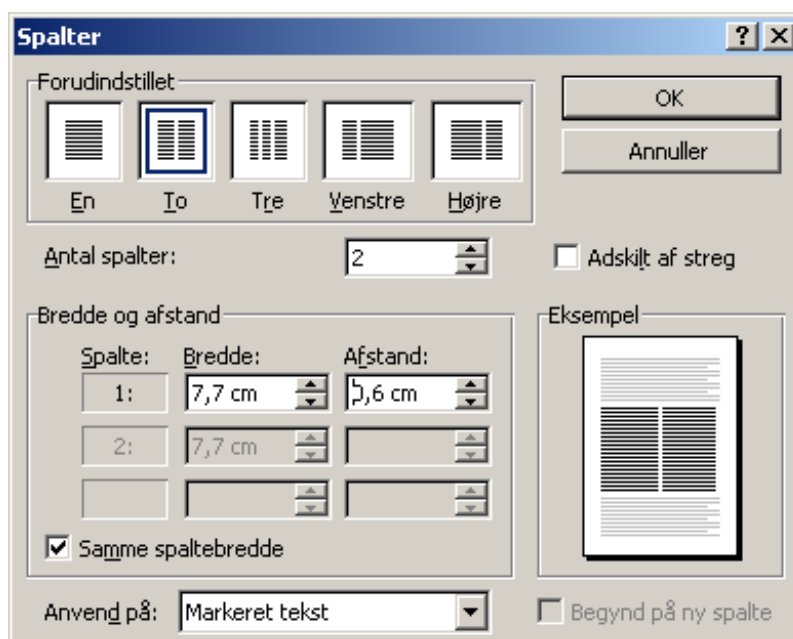 Spalter
Forudindstillet
OK
Annuller
En To Tre Venstre Højre
Antal spalter: 2 Adskilt af streg
Bredde og afstand
Eksempel
Spalte: Bredde: Afstand:
1: 7,7 cm 0,6 cm
2: 7,7 cm
Samme spaltebredde
Anvend på: Markeret tekst Begynd på ny spalte